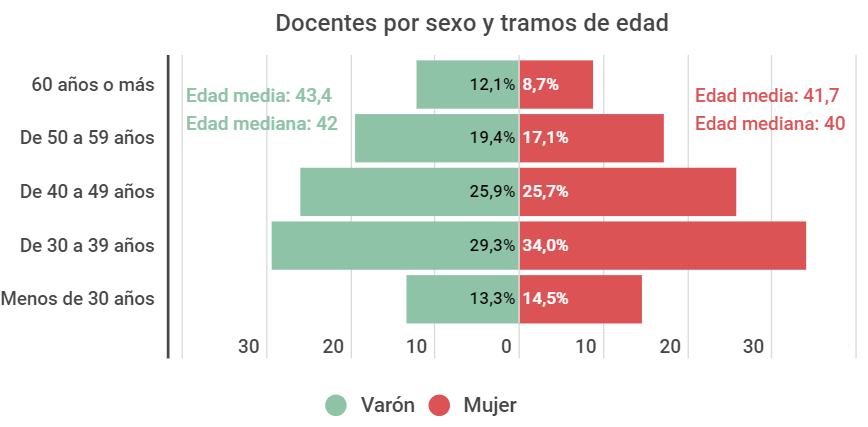 Docentes por sexo y tramos de edad
60 años o más
12,1%
8,7%
Edad media: 43,4
Edad mediana: 42
Edad media: 41,7
Edad mediana: 40
De 50 a 59 años
19,4%
17,1%
De 40 a 49 años
25,9%
25,7%
De 30 a 39 años
29,3%
34,0%
Menos de 30 años
13,3%
14,5%
30 20 10 0 10 20 30
Varón Mujer